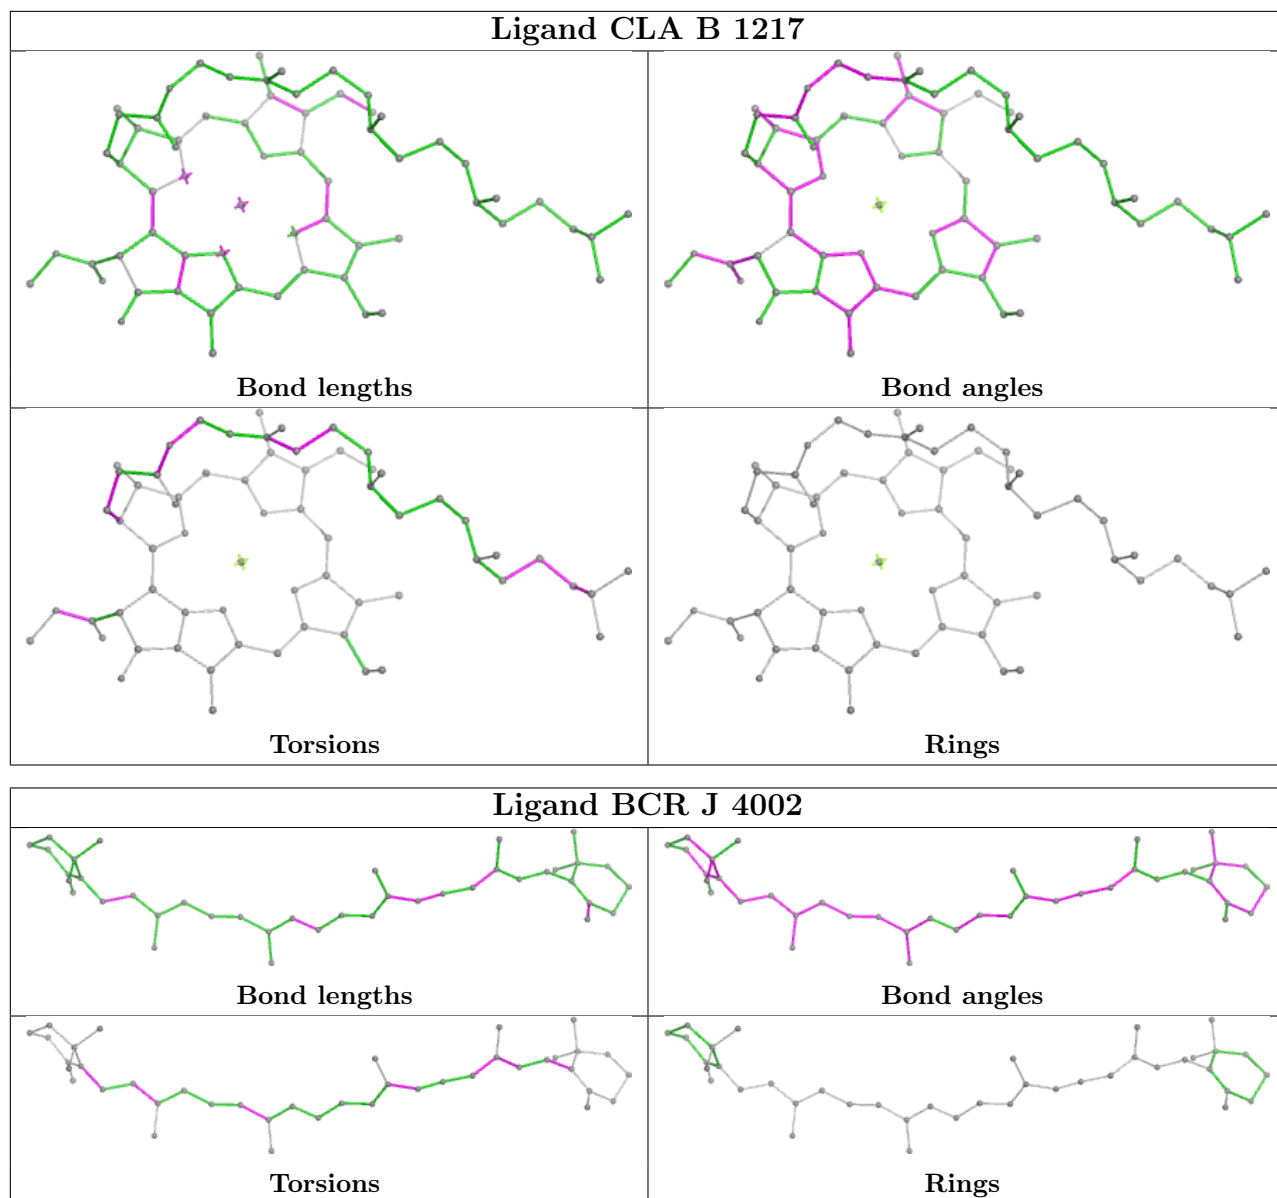 Ligand CLA B 1217
Bond lengths
Bond angles
Torsions
Rings
Ligand BCR J 4002
Bond lengths
Bond angles
Torsions
Rings